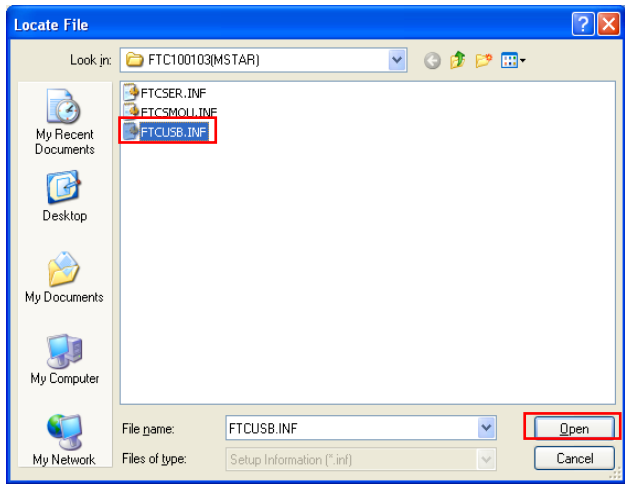 Locate File
Look in:
FTC100103(MSTAR)
FTCSER.INF
FTCSMOU.INF
FTCUSB.INF
My Recent
Documents
Desktop
My Documents
My Computer
My Network
File name:
FTCUSB.INF
Open
Files of type:
Setup Information (*.inf)
Cancel